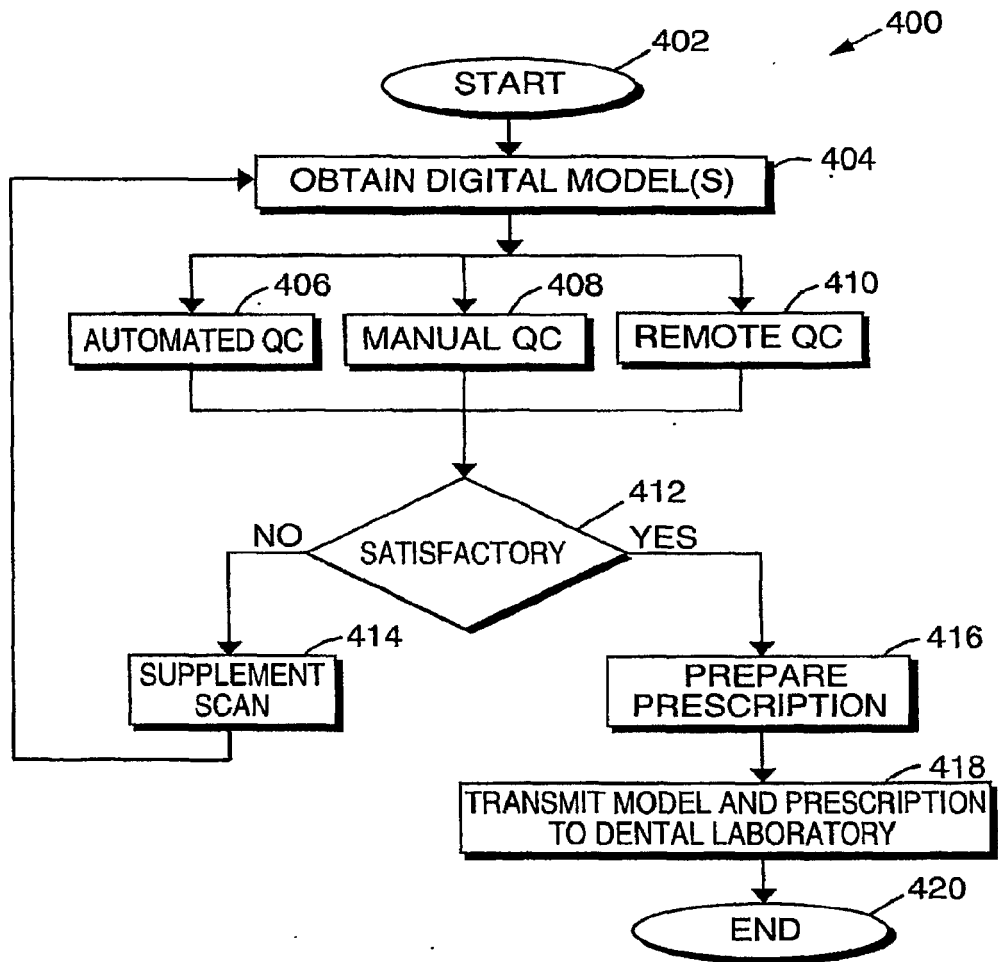 400
402
START
404
OBTAIN DIGITAL MODEL(S)
406
408
410
AUTOMATED QC
MANUAL QC
REMOTE QC
412
NO
SATISFACTORY
YES
414
SUPPLEMENT
SCAN
416
PREPARE
PRESCRIPTION
418
TRANSMIT MODEL AND PRESCRIPTION
TO DENTAL LABORATORY
420
END